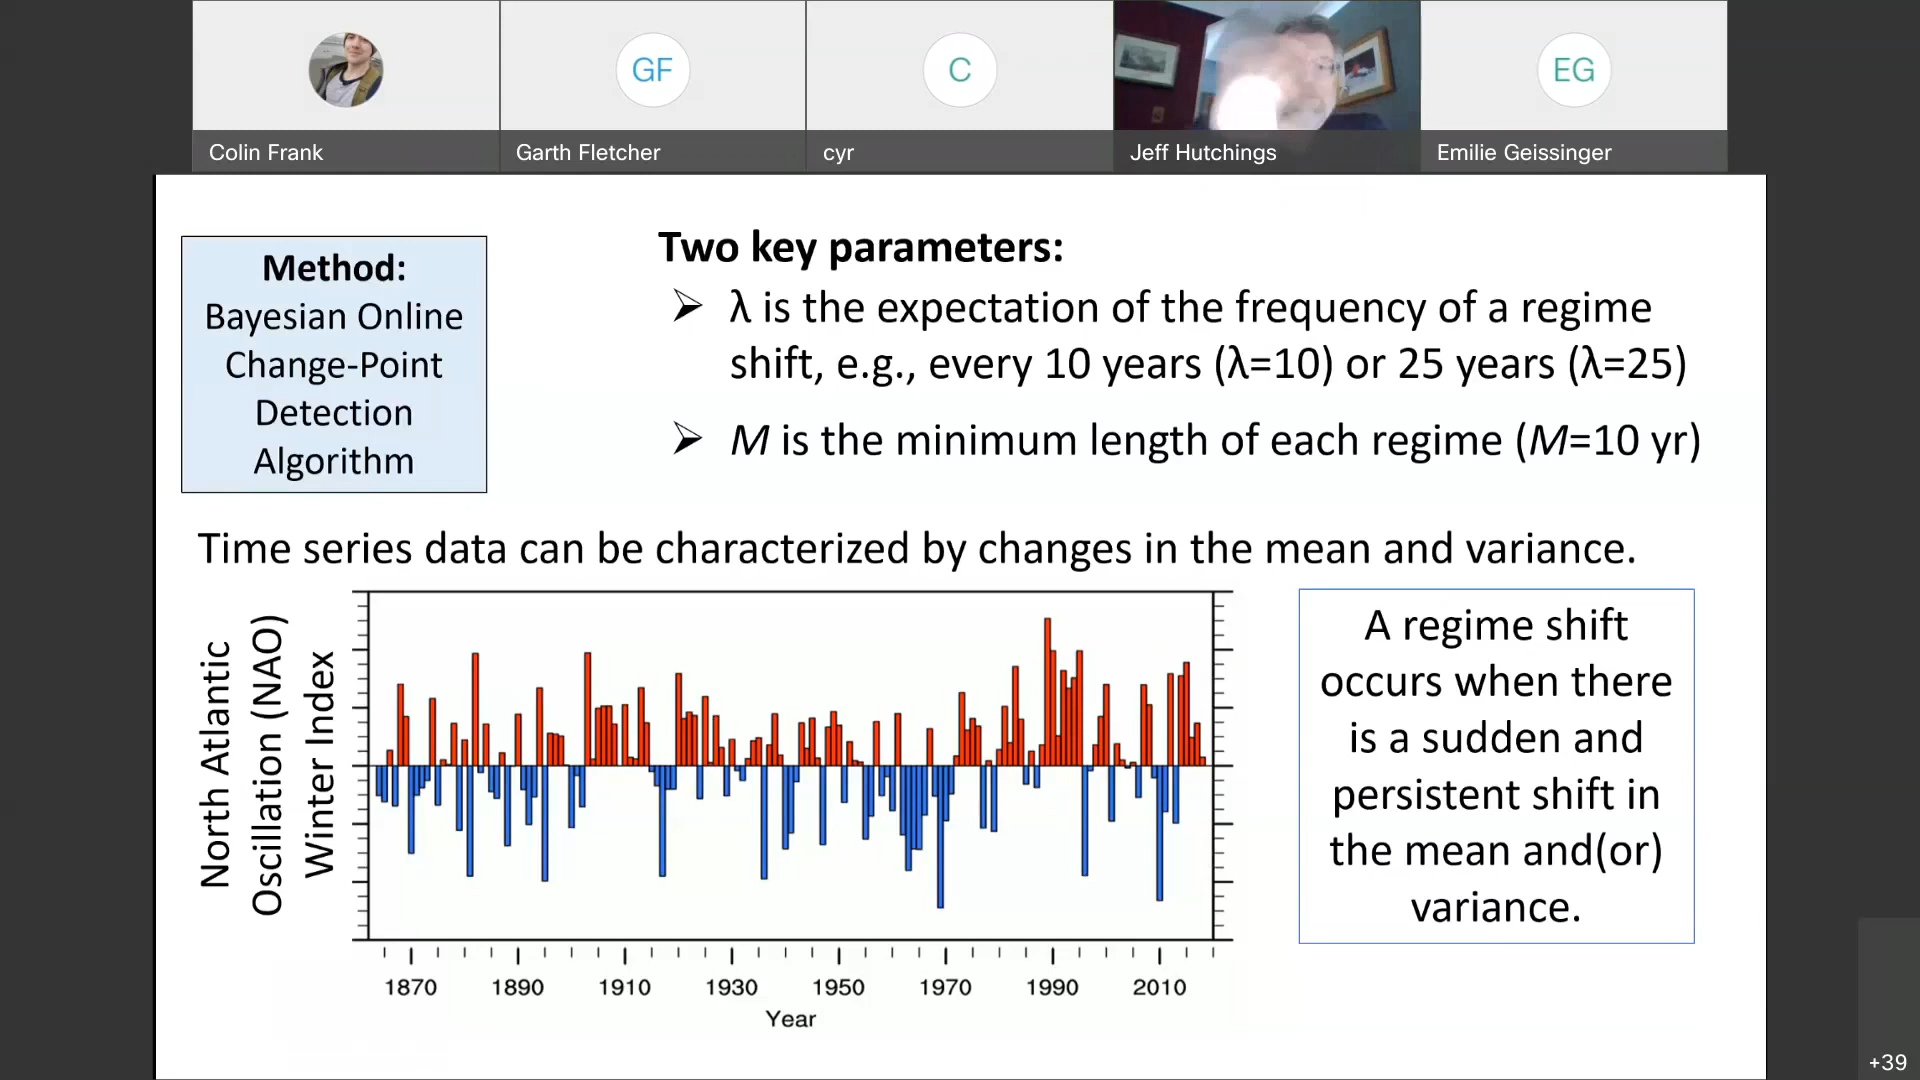 GF
C
EG
Colin Frank
Garth Fletcher
cyr
Jeff Hutchings
Emilie Geissinger
Method:
Bayesian Online
Change-Point
Detection
Algorithm
Two key parameters:
➢ λ is the expectation of the frequency of a regime
shift, e.g., every 10 years (λ=10) or 25 years (λ=25)
➢ M is the minimum length of each regime (M=10 yr)
Time series data can be characterized by changes in the mean and variance.
North Atlantic
Oscillation (NAO)
Winter Index
1870 1890 1910 1930 1950 1970 1990 2010
Year
A regime shift
occurs when there
is a sudden and
persistent shift in
the mean and(or)
variance.
+39